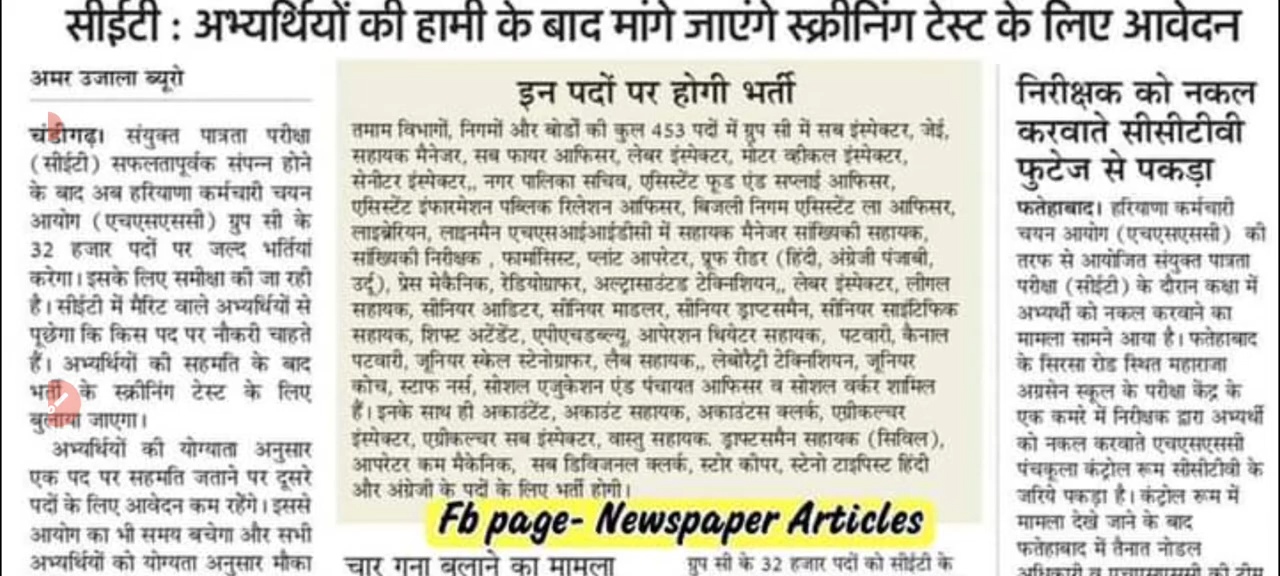 सीईटी : अभ्यर्थियों की हामी के बाद मांगे जाएंगे स्क्रीनिंग टेस्ट के लिए आवेदन
अमर उजाला ब्यूरो
चंडीगढ़। संयुक्त पात्रता परीक्षा
(सीईटी) सफलतापूर्वक संपन्न होने
के बाद अब हरियाणा कर्मचारी चयन
आयोग (एचएसएससी) ग्रुप सी के
32 हजार पदों पर जल्द भर्तियां
करेगा। इसके लिए समीक्षा की जा रही
है। सीईटी में मैरिट वाले अभ्यर्थियों से
पूछेगा कि किस पद पर नौकरी चाहते
हैं। अभ्यर्थियों की सहमति के बाद
भर्ती के स्क्रीनिंग टेस्ट के लिए
बुलाया जाएगा।
अभ्यर्थियों की योग्यता अनुसार
एक पद पर सहमति जताने पर दूसरे
पदों के लिए आवेदन कम रहेंगे। इससे
आयोग का भी समय बचेगा और सभी
अभ्यर्थियों को योग्यता अनुसार मौका
इन पदों पर होगी भर्ती
तमाम विभागों, निगमों और बोर्डों की कुल 453 पदों में ग्रुप सी में सब इंस्पेक्टर, जेई,
सहायक मैनेजर, सब फायर आफिसर, लेबर इंस्पेक्टर, मोटर व्हीकल इंस्पेक्टर,
सेनीटर इंस्पेक्टर,, नगर पालिका सचिव, एसिस्टेंट फूड एंड सप्लाई आफिसर,
एसिस्टेंट इंफारमेशन पब्लिक रिलेशन आफिसर, बिजली निगम एसिस्टेंट ला आफिसर,
लाइब्रेरियन, लाइनमैन एचएसआईआईडीसी में सहायक मैनेजर सांख्यिकी सहायक,
सांख्यिकी निरीक्षक , फार्मासिस्ट, प्लांट आपरेटर, प्रूफ रीडर (हिंदी, अंग्रेजी पंजाबी,
उर्दू), प्रेस मेकैनिक, रेडियोग्राफर, अल्ट्रासाउंटड टेक्निशियन,, लेबर इंस्पेक्टर, लीगल
सहायक, सीनियर आडिटर, सीनियर माडलर, सीनियर ड्राप्टसमैन, सीनियर साइंटिफिक
सहायक, शिफ्ट अटेंडेंट, एपीएचडब्ल्यू, आपेरशन थियेटर सहायक, पटवारी, कैनाल
पटवारी, जूनियर स्केल स्टेनोग्राफर, लैब सहायक,, लेबोरैट्री टेक्निशियन, जूनियर
कोच, स्टाफ नर्स, सोशल एजुकेशन एंड पंचायत आफिसर व सोशल वर्कर शामिल
हैं। इनके साथ ही अकाउंटेंट, अकाउंट सहायक, अकाउंटस क्लर्क, एग्रीकल्चर
इंस्पेक्टर, एग्रीकल्चर सब इंस्पेक्टर, वास्तु सहायक. ड्राफ्टसमैन सहायक (सिविल),
आपरेटर कम मैकेनिक, सब डिविजनल क्लर्क, स्टोर कीपर, स्टेनो टाइपिस्ट हिंदी
और अंग्रेजी के पदों के लिए भर्ती होगी।
Fb page- Newspaper Articles
चार गुना बुलाने का मामला
ग्रुप सी के 32 हजार पदों को सीईटी के
निरीक्षक को नकल
करवाते सीसीटीवी
फुटेज से पकड़ा
फतेहाबाद। हरियाणा कर्मचारी
चयन आयोग (एचएसएससी) की
तरफ से आयोजित संयुक्त पात्रता
परीक्षा (सीईटी) के दौरान कक्षा में
अभ्यर्थी को नकल करवाने का
मामला सामने आया है। फतेहाबाद
के सिरसा रोड स्थित महाराजा
अग्रसेन स्कूल के परीक्षा केंद्र के
एक कमरे में निरीक्षक द्वारा अभ्यर्थी
को नकल करवाते एचएसएससी
पंचकूला कंट्रोल रूम सीसीटीवी के
जरिये पकड़ा है। कंट्रोल रूम में
मामला देखे जाने के बाद
फतेहाबाद में तैनात नोडल
अधिकारी व एचएसएससी की टीम